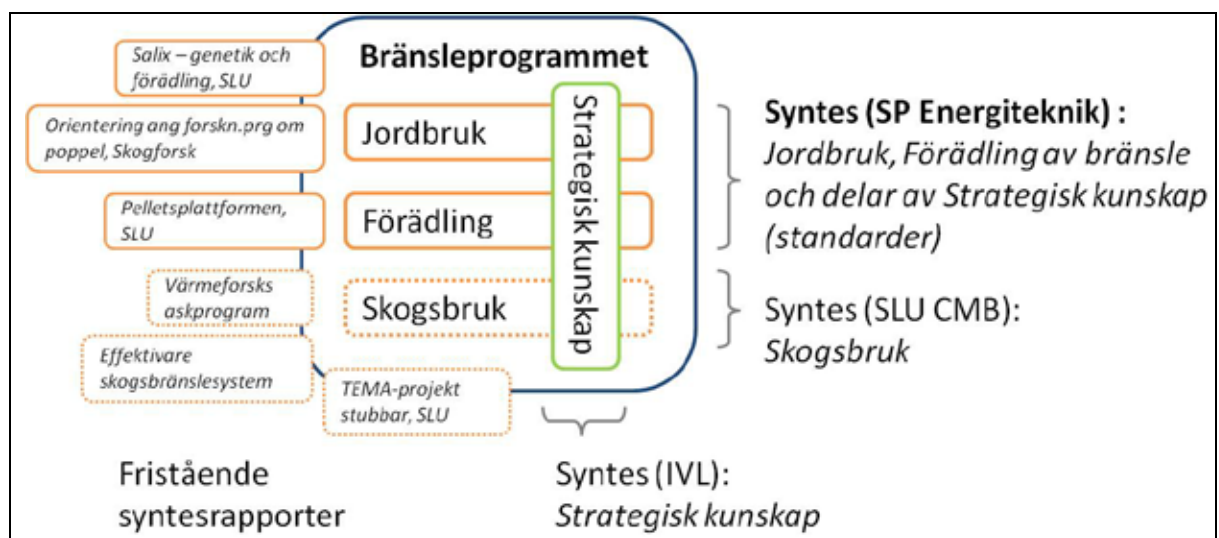 Salix – genetik och
förädling, SLU
Orientering ang forskn.prg om
poppel, Skogforsk
Pelletsplattformen,
SLU
Värmeforsks
askprogram
Effektivare
skogsbränslesystem
TEMA-projekt
stubbar, SLU
Fristående
syntesrapporter
Bränsleprogrammet
Jordbruk
Förädling
Skogsbruk
Strategisk kunskap
Syntes (SP Energiteknik) :
Jordbruk, Förädling av bränsle
och delar av Strategisk kunskap
(standarder)
Syntes (SLU CMB):
Skogsbruk
Syntes (IVL):
Strategisk kunskap